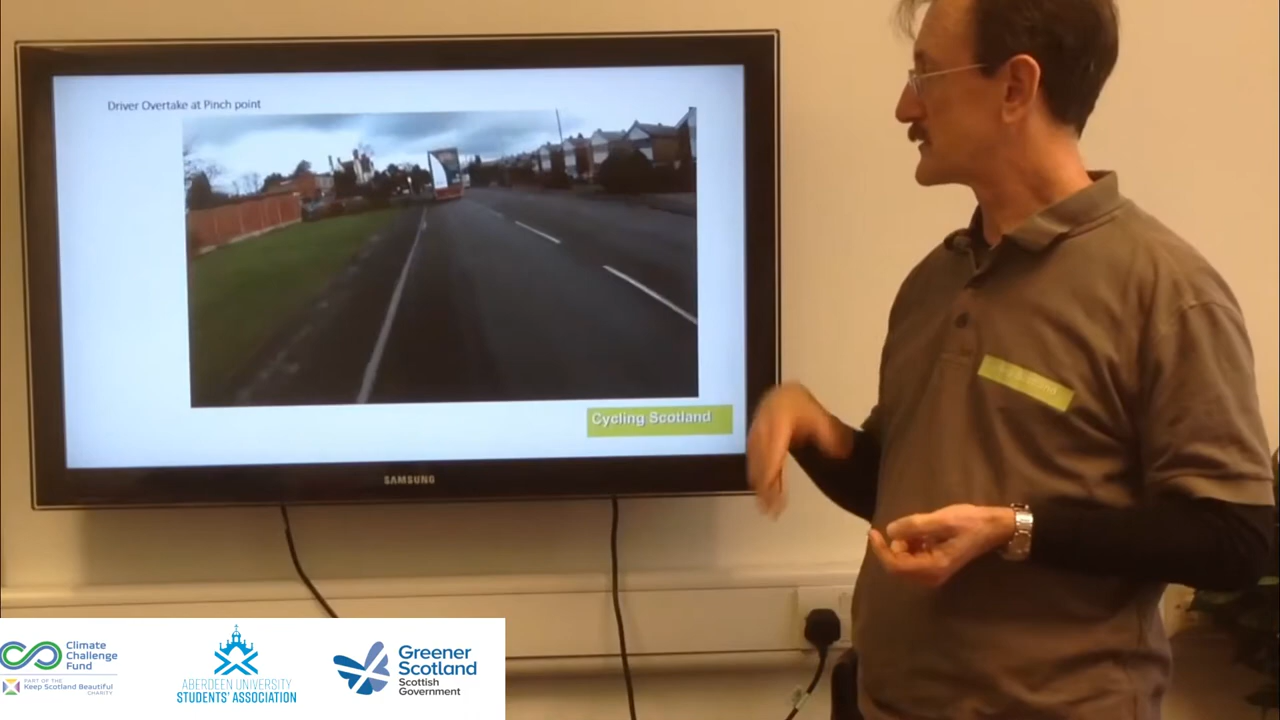 Driver Overtake at Pinch point
Cycling Scotland
SAMSUNG
Climate
Challenge
Fund
PART OF THE
Keep Scotland Beautiful
CHARITY
ABERDEEN UNIVERSITY
STUDENTS' ASSOCIATION
Greener
Scotland
Scottish
Government